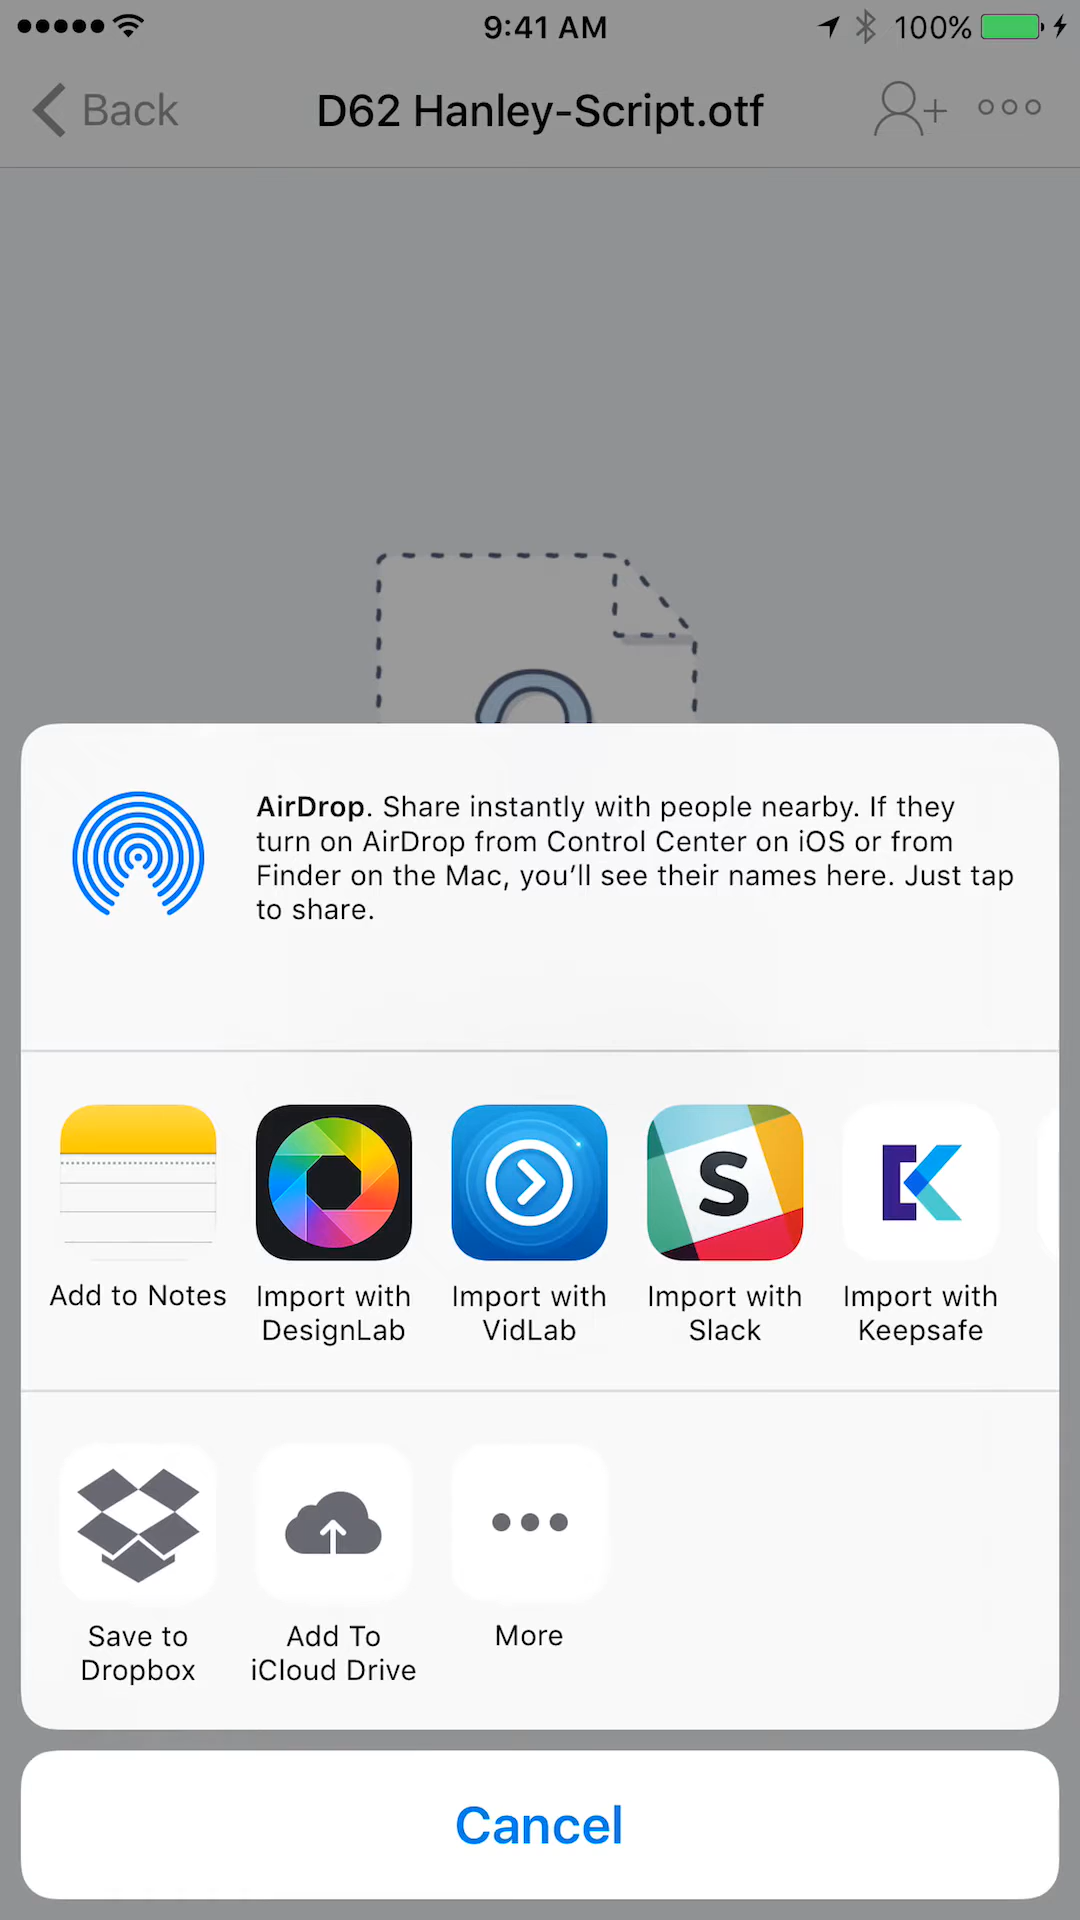 9:41 AM
100%
Back
D62 Hanley-Script.otf
AirDrop. Share instantly with people nearby. If they
turn on AirDrop from Control Center on iOS or from
Finder on the Mac, you’ll see their names here. Just tap
to share.
S
Add to Notes
Import with
DesignLab
Import with
VidLab
Import with
Slack
Import with
Keepsafe
Save to
Dropbox
Add To
iCloud Drive
More
Cancel